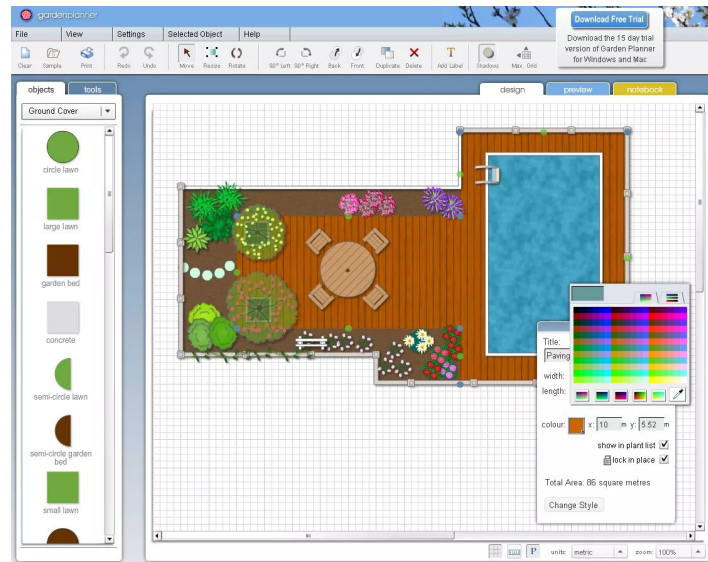 gardenplanner
Download Free Trial
Download the 15 day trial
version of Garden Planner
for Windows and Mac
File View Settings Selected Object Help
Clear Sample Print Redo Undo Move Resize Rotate 90° Left 90° Right Back Front Duplicate Delete Add Label Shadows Max. Grid
objects tools
design preview notebook
Ground Cover
circle lawn
large lawn
garden bed
concrete
semi-circle lawn
semi-circle garden
bed
small lawn
Title:
Paving
width:
length:
colour: x: 10 m y: 5.52 m
show in plant list
lock in place
Total Area: 86 square metres
Change Style
P units: metric zoom: 100%